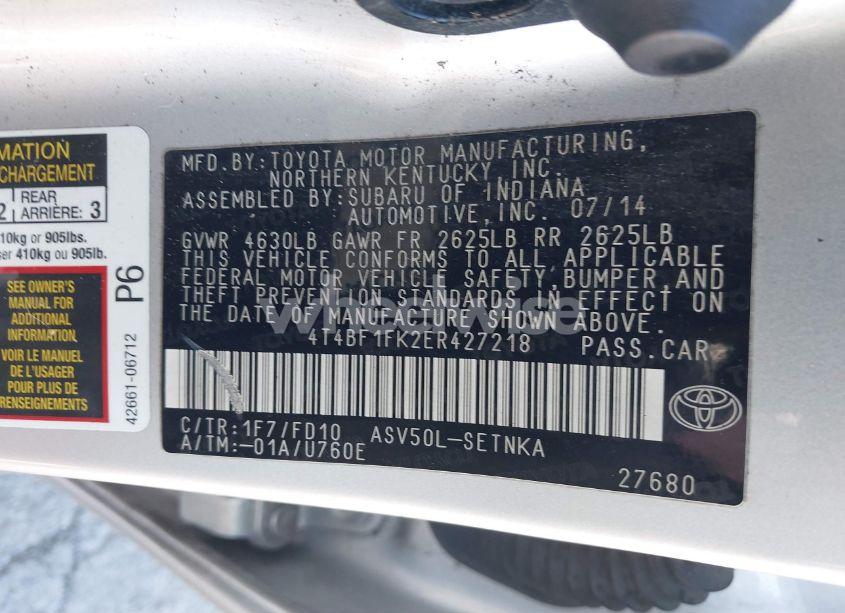 MATION
CHARGEMENT
2 REAR
ARRIÈRE: 3
10kg or 905lbs.
ser 410kg ou 905lb.
SEE OWNER'S
MANUAL FOR
ADDITIONAL
INFORMATION
VOIR LE MANUEL
DE L'USAGER
POUR PLUS DE
RENSEIGNEMENTS
P6
42661-06712
MFD.BY:TOYOTA MOTOR MANUFACTURING,
NORTHERN KENTUCKY, INC.
ASSEMBLED BY:SUBARU OF INDIANA
AUTOMOTIVE,INC. 07/14
GVWR 4630LB GAWR FR 2625LB RR 2625LB
THIS VEHICLE CONFORMS TO ALL APPLICABLE
FEDERAL MOTOR VEHICLE SAFETY,BUMPER,AND
THEFT PREVENTION STANDARDS IN EFFECT ON
THE DATE OF MANUFACTURE SHOWN ABOVE.
4T4BF1FK2ER427218 PASS.CAR
wheelwise
C/TR:1F7/FD10 ASV50L-SETNKA
A/TM:-01A/U760E
27680